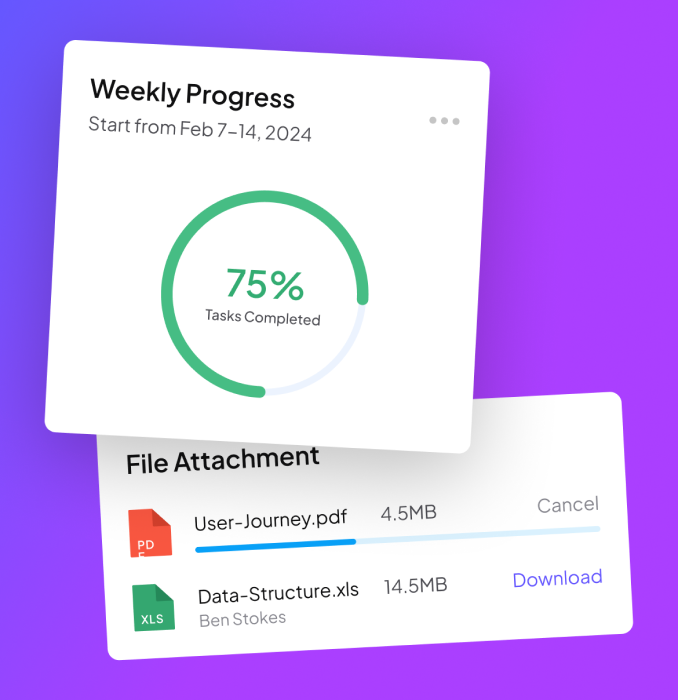 Weekly Progress
Start from Feb 7–14, 2024
75%
Tasks Completed
File Attachment
PD
F
User-Journey.pdf 4.5MB Cancel
XLS
Data-Structure.xls 14.5MB Download
Ben Stokes